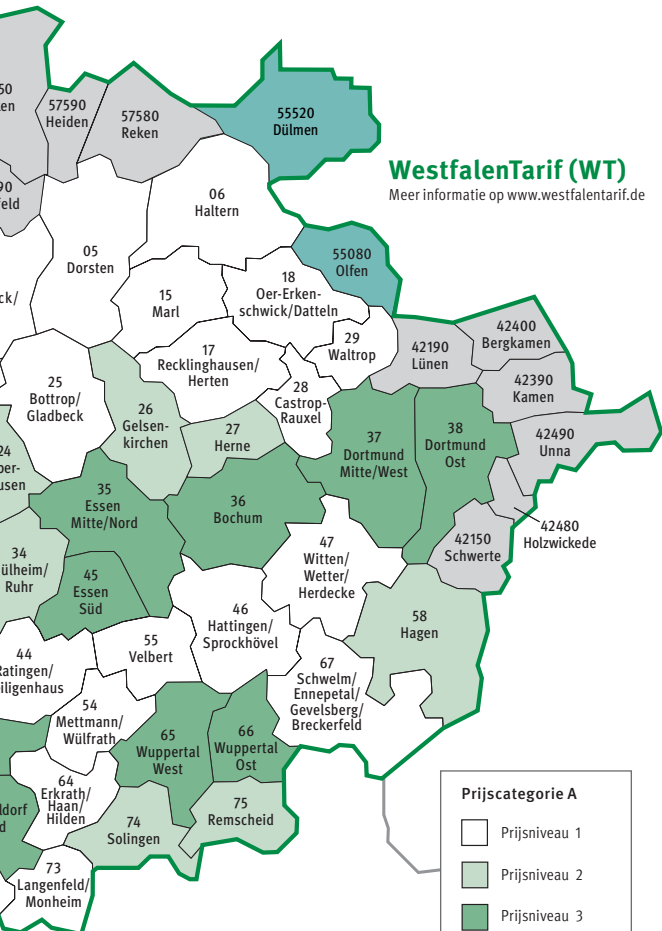 57590
Heiden
57580
Reken
55520
Dülmen
WestfalenTarif (WT)
Meer informatie op www.westfalentarif.de
06
Haltern
05
Dorsten
55080
Olfen
15
Marl
18
Oer-Erken-
schwick/Datteln
29
Waltrop
42190
Lünen
42400
Bergkamen
42390
Kamen
42490
Unna
17
Recklinghausen/
Herten
28
Castrop-
Rauxel
25
Bottrop/
Gladbeck
26
Gelsen-
kirchen
27
Herne
37
Dortmund
Mitte/West
38
Dortmund
Ost
35
Essen
Mitte/Nord
36
Bochum
42480
Holzwickede
42150
Schwerte
47
Witten/
Wetter/
Herdecke
34
ülheim/
Ruhr
45
Essen
Süd
46
Hattingen/
Sprockhövel
58
Hagen
55
Velbert
44
Ratingen/
iligenhaus
67
Schwelm/
Ennepetal/
Gevelsberg/
Breckerfeld
54
Mettmann/
Wülfrath
65
Wuppertal
West
66
Wuppertal
Ost
64
Erkrath/
Haan/
Hilden
ldorf
74
Solingen
75
Remscheid
73
Langenfeld/
Monheim
Prijscategorie A
Prijsniveau 1
Prijsniveau 2
Prijsniveau 3